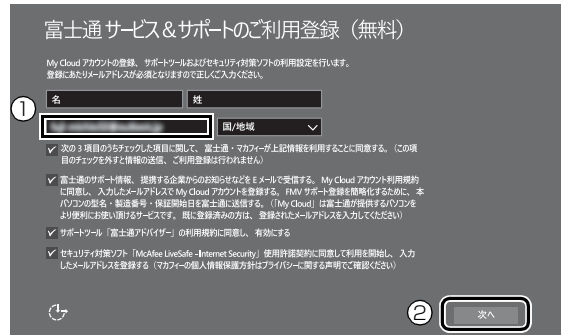 富士通サービス&サポートのご利用登録（無料）
My Cloud アカウントの登録、サポートツールおよびセキュリティ対策ソフトの利用設定を行います。
登録にあたりメールアドレスが必須となりますので正しくご入力ください。
①
名 姓
国/地域
次の3項目のうちチェックした項目に関して、富士通・マカフィーが上記情報を利用することに同意する。（この項
目のチェックを外すと情報の送信、ご利用登録は行われません）
富士通のサポート情報、提携する企業からのお知らせなどをEメールで受信する。My Cloud アカウント利用規約
に同意し、入力したメールアドレスで My Cloud アカウントを登録する。FMV サポート登録を簡略化するために、本
パソコンの型名・製造番号・保証開始日を富士通に送信する。（「My Cloud」は富士通が提供するパソコンを
より便利にお使い頂けるサービスです。既に登録済みの方は、登録されたメールアドレスを入力してください）
サポートツール「富士通アドバイザー」の利用規約に同意し、有効にする
セキュリティ対策ソフト「McAfee LiveSafe -Internet Security」使用許諾契約に同意して利用を開始し、入力
したメールアドレスを登録する（マカフィーの個人情報保護方針はプライバシーに関する声明でご確認ください）
② 次へ